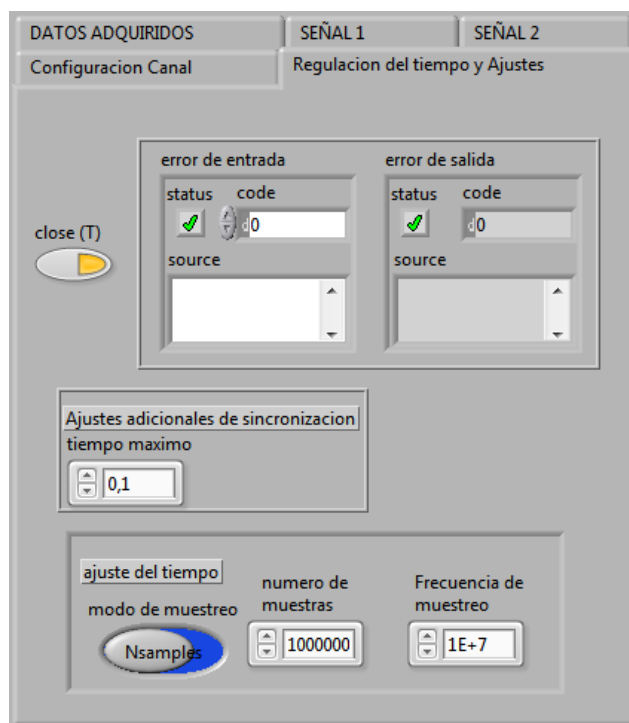 DATOS ADQUIRIDOS
SEÑAL 1
SEÑAL 2
Configuracion Canal
Regulacion del tiempo y Ajustes
error de entrada
error de salida
status code
status code
d0
d0
close (T)
source
source
Ajustes adicionales de sincronizacion
tiempo maximo
0,1
ajuste del tiempo
modo de muestreo
numero de
muestras
Frecuencia de
muestreo
Nsamples
1000000
1E+7